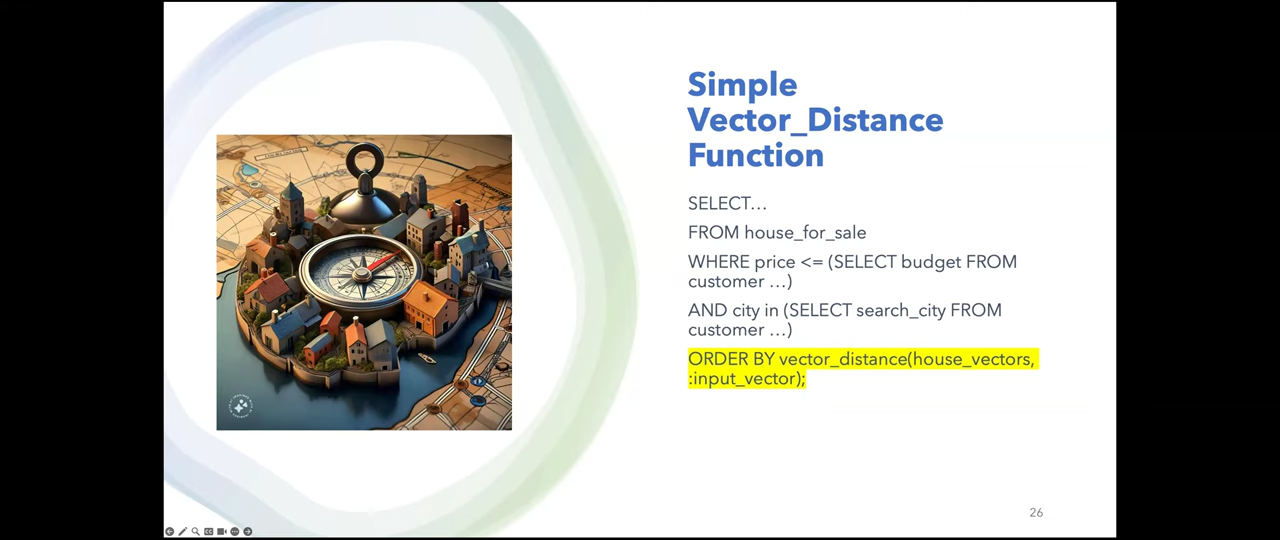 Simple
Vector_Distance
Function
SELECT…
FROM house_for_sale
WHERE price <= (SELECT budget FROM
customer …)
AND city in (SELECT search_city FROM
customer …)
ORDER BY vector_distance(house_vectors,
:input_vector);
26